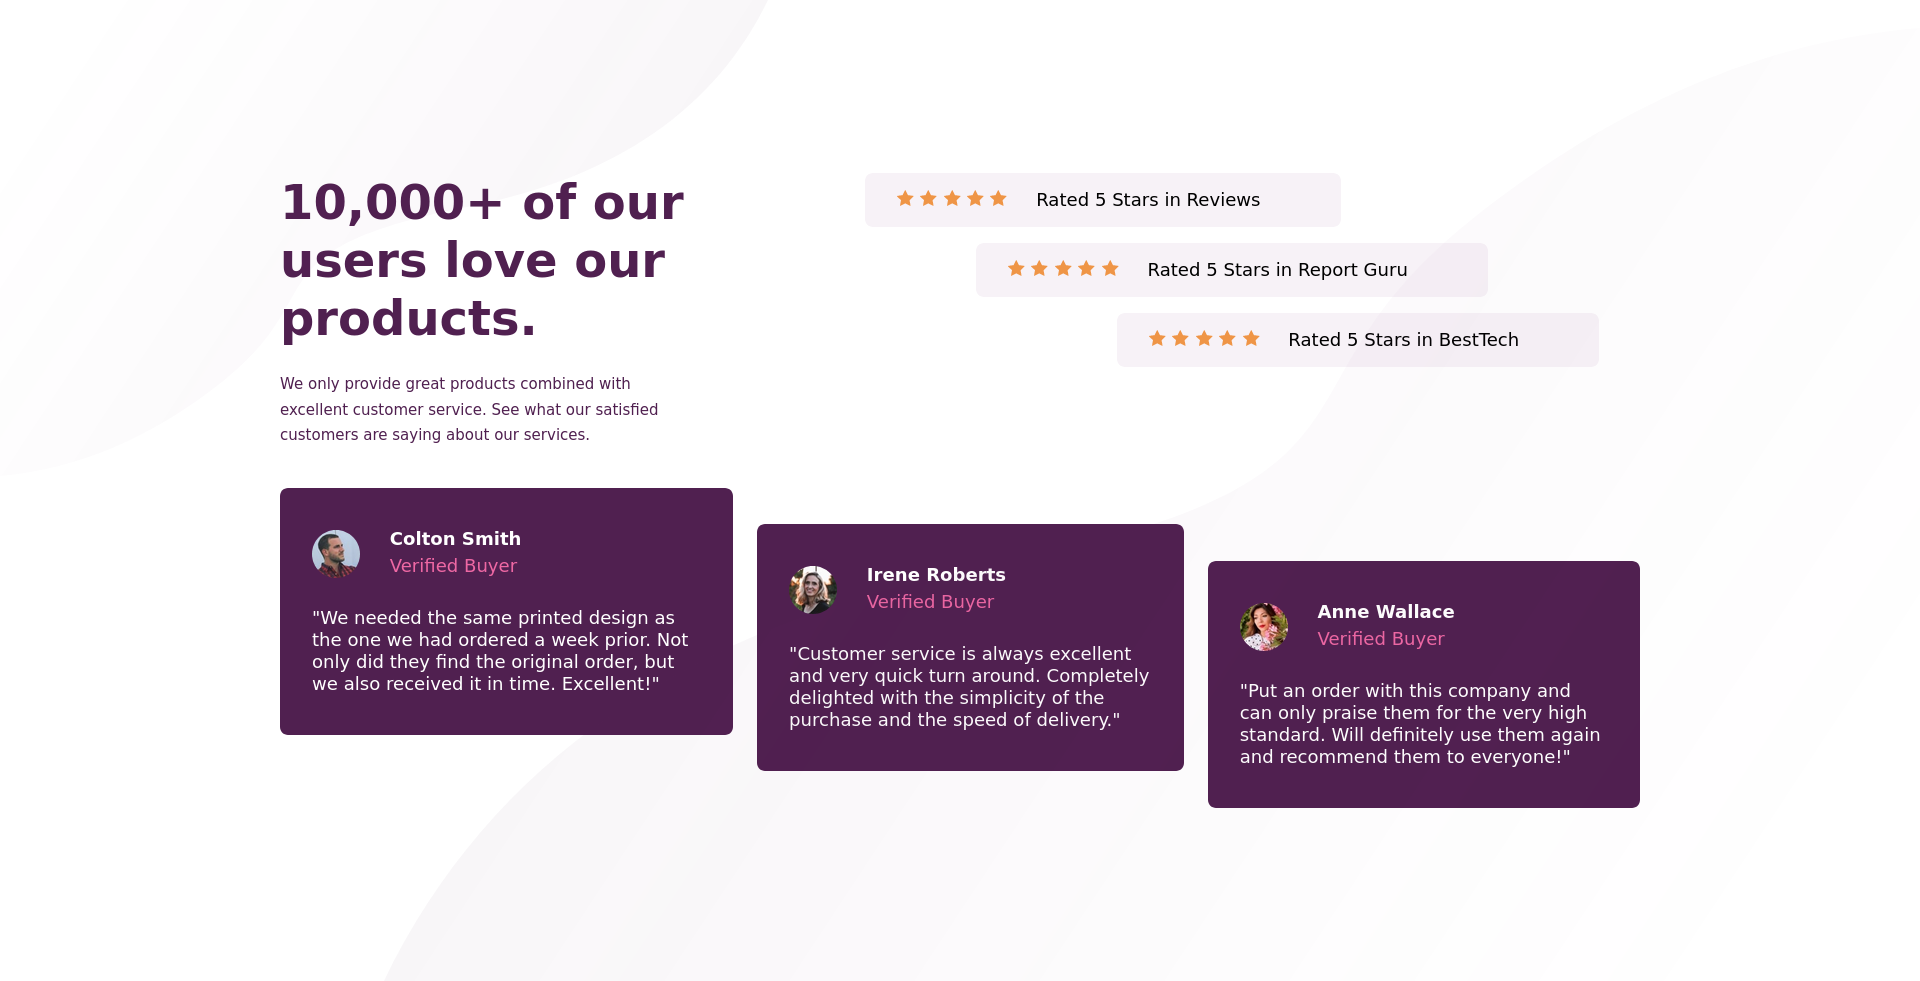 10,000+ of our
users love our
products.
We only provide great products combined with
excellent customer service. See what our satisfied
customers are saying about our services.
Rated 5 Stars in Reviews
Rated 5 Stars in Report Guru
Rated 5 Stars in BestTech
Colton Smith
Verified Buyer
"We needed the same printed design as
the one we had ordered a week prior. Not
only did they find the original order, but
we also received it in time. Excellent!"
Irene Roberts
Verified Buyer
"Customer service is always excellent
and very quick turn around. Completely
delighted with the simplicity of the
purchase and the speed of delivery."
Anne Wallace
Verified Buyer
"Put an order with this company and
can only praise them for the very high
standard. Will definitely use them again
and recommend them to everyone!"